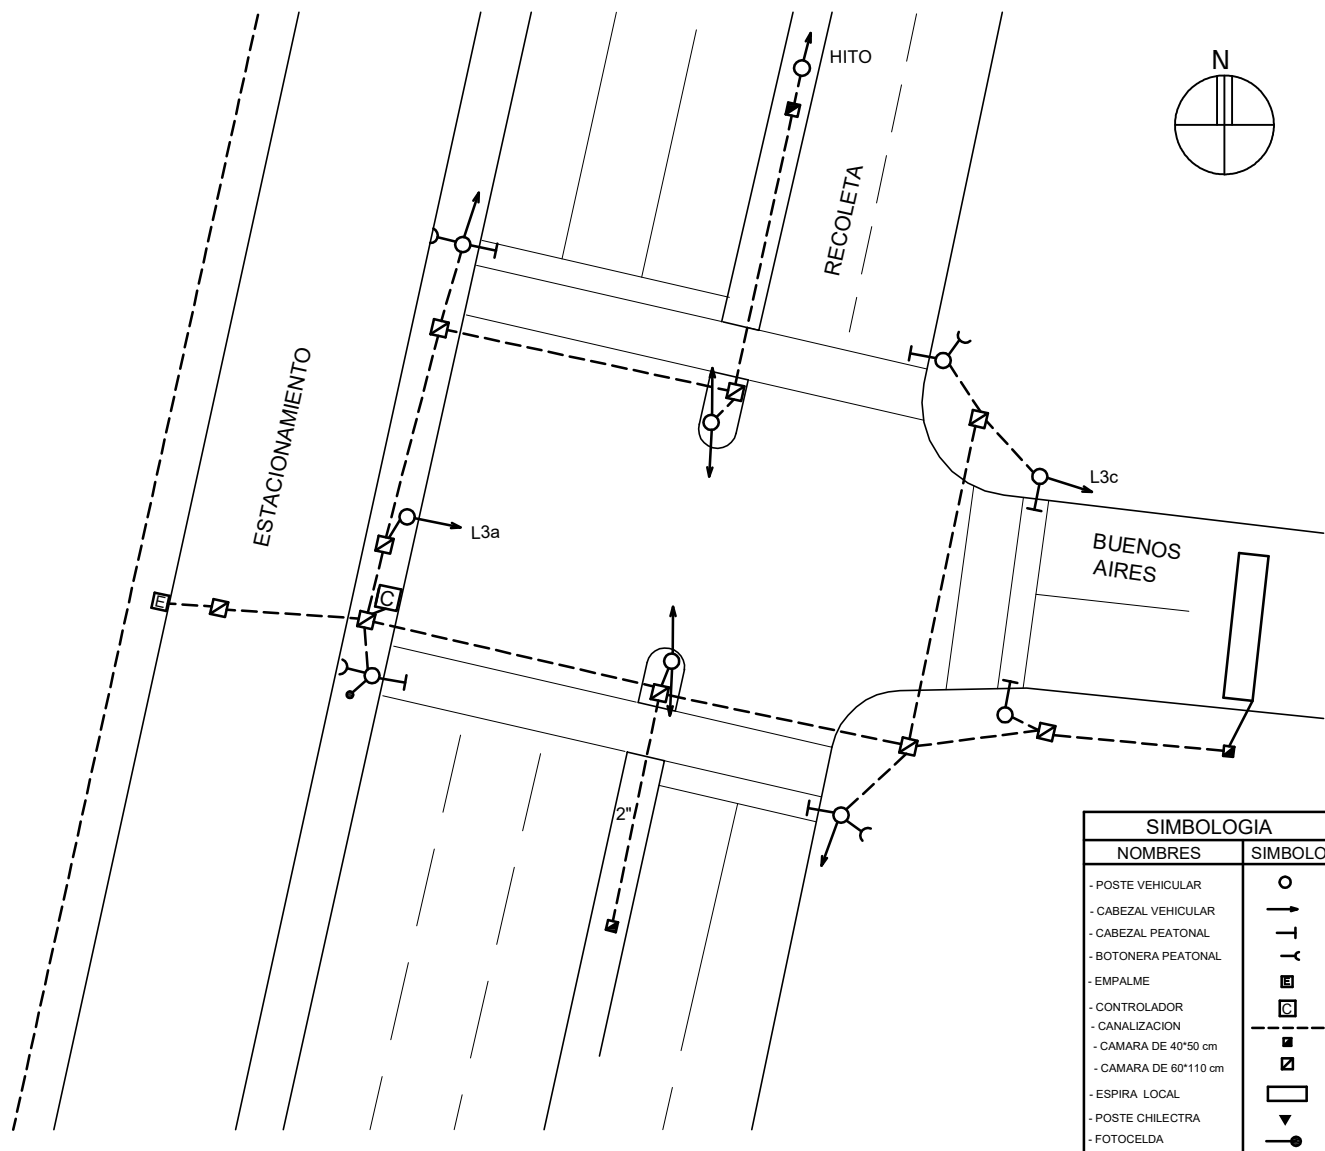 HITO
N
RECOLETA
ESTACIONAMIENTO
L3c
L3a
BUENOS
AIRES
E
C
2"
SIMBOLOGIA
NOMBRES SIMBOLO
- POSTE VEHICULAR
- CABEZAL VEHICULAR
- CABEZAL PEATONAL
- BOTONERA PEATONAL
- EMPALME E
- CONTROLADOR C
- CANALIZACION
- CAMARA DE 40*50 cm
- CAMARA DE 60*110 cm
- ESPIRA LOCAL
- POSTE CHILECTRA
- FOTOCELDA